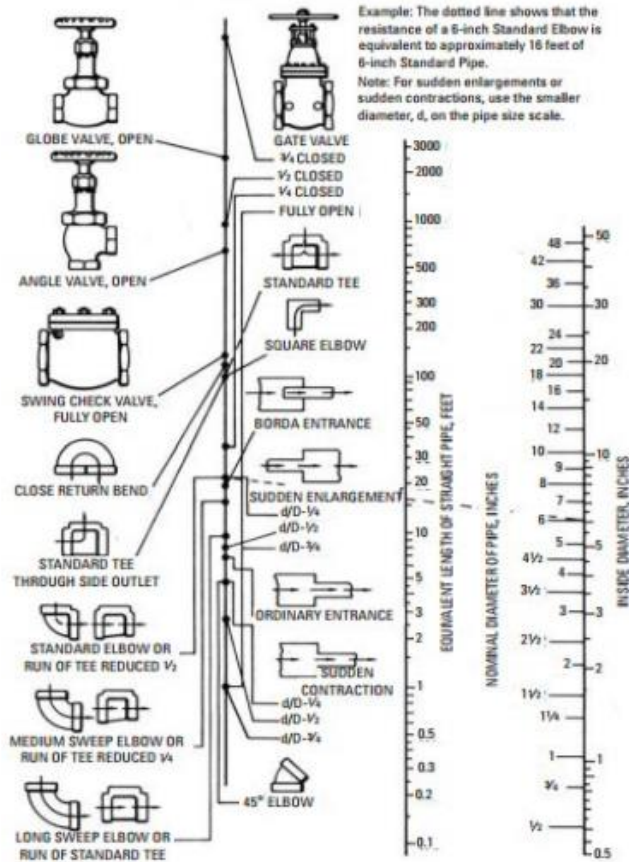 Example: The dotted line shows that the
resistance of a 6-inch Standard Elbow is
equivalent to approximately 16 feet of
6-inch Standard Pipe.
Note: For sudden enlargements or
sudden contractions, use the smaller
diameter, d, on the pipe size scale.
GLOBE VALVE, OPEN
ANGLE VALVE, OPEN
SWING CHECK VALVE,
FULLY OPEN
CLOSE RETURN BEND
STANDARD TEE
THROUGH SIDE OUTLET
STANDARD ELBOW OR
RUN OF TEE REDUCED ½
MEDIUM SWEEP ELBOW OR
RUN OF TEE REDUCED ¼
LONG SWEEP ELBOW OR
RUN OF STANDARD TEE
GATE VALVE
¾ CLOSED
½ CLOSED
¼ CLOSED
FULLY OPEN
STANDARD TEE
SQUARE ELBOW
BORDA ENTRANCE
SUDDEN ENLARGEMENT
d/D-¼
d/D-½
d/D-¾
ORDINARY ENTRANCE
SUDDEN
CONTRACTION
d/D-¼
d/D-½
d/D-¾
45° ELBOW
3000
2000
1000
500
300
200
100
50
30
20
10
5
3
2
1
0.5
0.3
0.2
0.1
EQUIVALENT LENGTH OF STRAIGHT PIPE, FEET
NOMINAL DIAMETER OF PIPE, INCHES
48
42
36
30
24
22
20
18
16
14
12
10
9
8
7
6
5
4½
4
3½
3
2½
2
1½
1¼
1
¾
½
50
30
20
10
5
3
2
1
0.5
INSIDE DIAMETER, INCHES